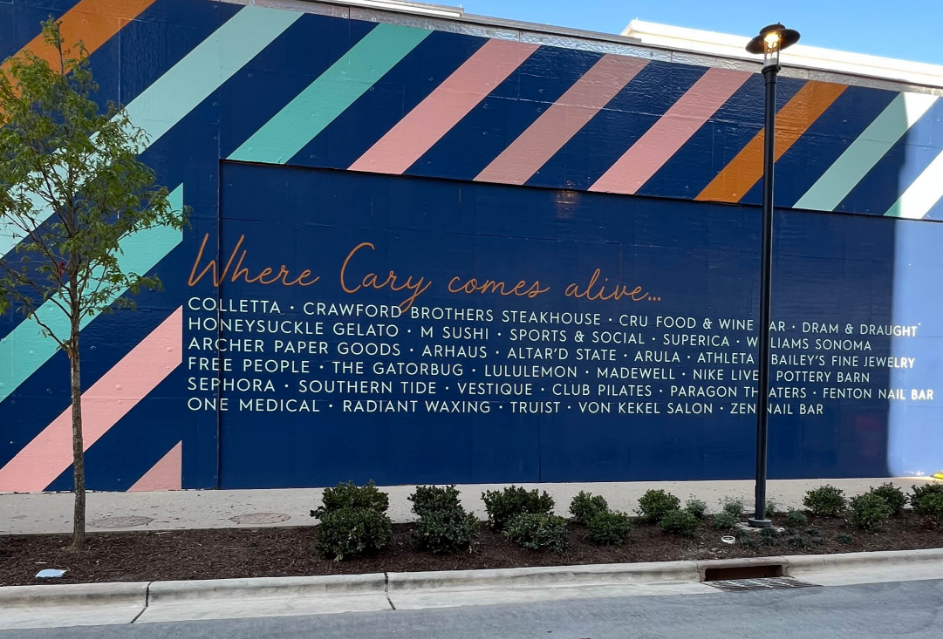 Where Cary comes alive...
COLLETTA · CRAWFORD BROTHERS STEAKHOUSE · CRU FOOD & WINE BAR · DRAM & DRAUGHT
HONEYSUCKLE GELATO · M SUSHI · SPORTS & SOCIAL · SUPERICA · WILLIAMS SONOMA
ARCHER PAPER GOODS · ARHAUS · ALTAR'D STATE · ARULA · ATHLETA · BAILEY'S FINE JEWELRY
FREE PEOPLE · THE GATORBUG · LULULEMON · MADEWELL · NIKE LIVE · POTTERY BARN
SEPHORA · SOUTHERN TIDE · VESTIQUE · CLUB PILATES · PARAGON THEATERS · FENTON NAIL BAR
ONE MEDICAL · RADIANT WAXING · TRUIST · VON KEKEL SALON · ZEN NAIL BAR